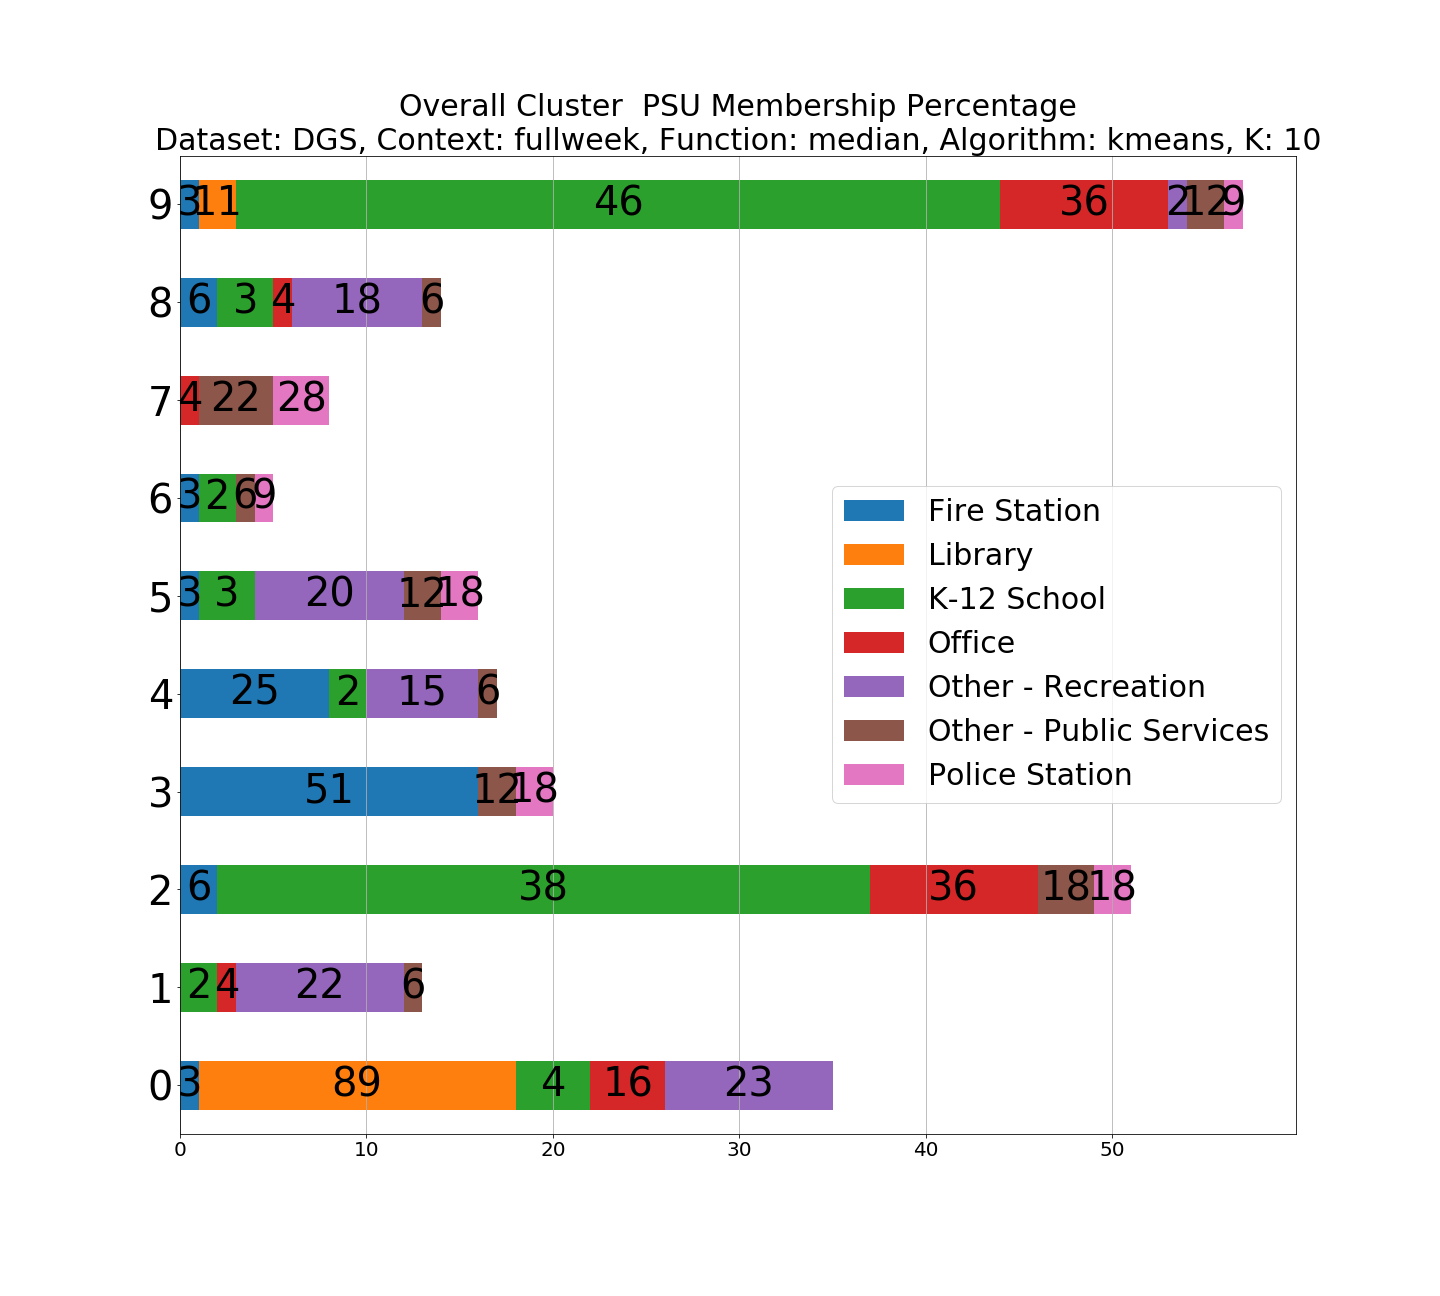 Overall Cluster  PSU Membership Percentage
Dataset: DGS, Context: fullweek, Function: median, Algorithm: kmeans, K: 10
9 3 11 46 36 2 12 9
8 6 3 4 18 6
7 4 22 28
6 3 2 6 9
5 3 3 20 12 18
4 25 2 15 6
3 51 12 18
2 6 38 36 18 18
1 2 4 22 6
0 3 89 4 16 23
0 10 20 30 40 50
Fire Station
Library
K-12 School
Office
Other - Recreation
Other - Public Services
Police Station